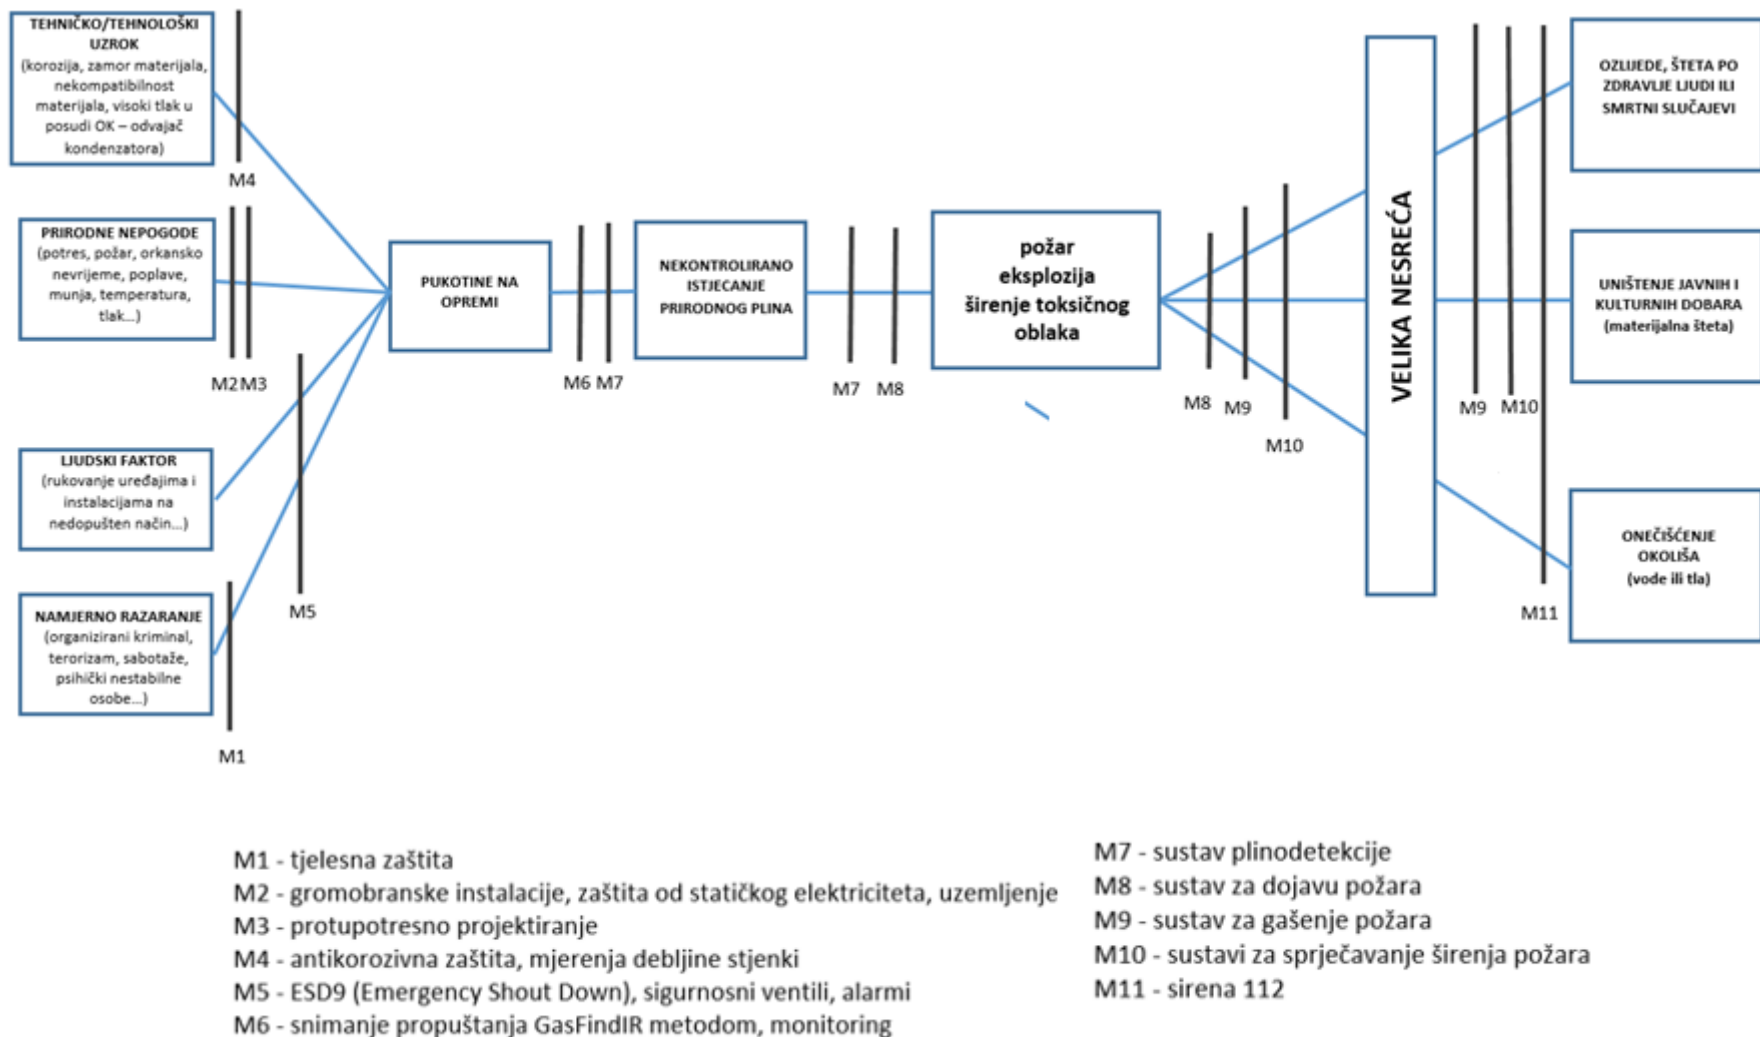 TEHNIČKO/TEHNOLOŠKI
UZROK
(korozija, zamor materijala,
nekompatibilnost
materijala, visoki tlak u
posudi OK – odvajač
kondenzatora)
M4
PRIRODNE NEPOGODE
(potres, požar, orkansko
nevrijeme, poplave,
munja, temperatura,
tlak...)
M2 M3
LJUDSKI FAKTOR
(rukovanje uređajima i
instalacijama na
nedopušten način...)
M5
NAMJERNO RAZARANJE
(organizirani kriminal,
terorizam, sabotaže,
psihički nestabilne
osobe...)
M1
PUKOTINE NA
OPREMI
M6 M7
NEKONTROLIRANO
ISTJECANJE
PRIRODNOG PLINA
M7 M8
požar
eksplozija
širenje toksičnog
oblaka
M8
M9
M10
VELIKA NESREĆA
M9 M10
M11
OZLIJEDE, ŠTETA PO
ZDRAVLJE LJUDI ILI
SMRTNI SLUČAJEVI
UNIŠTENJE JAVNIH I
KULTURNIH DOBARA
(materijalna šteta)
ONEČIŠĆENJE
OKOLIŠA
(vode ili tla)
M1 - tjelesna zaštita
M2 - gromobranske instalacije, zaštita od statičkog elektriciteta, uzemljenje
M3 - protupotresno projektiranje
M4 - antikorozivna zaštita, mjerenja debljine stjenki
M5 - ESD9 (Emergency Shout Down), sigurnosni ventili, alarmi
M6 - snimanje propuštanja GasFindIR metodom, monitoring
M7 - sustav plinodetekcije
M8 - sustav za dojavu požara
M9 - sustav za gašenje požara
M10 - sustavi za sprječavanje širenja požara
M11 - sirena 112